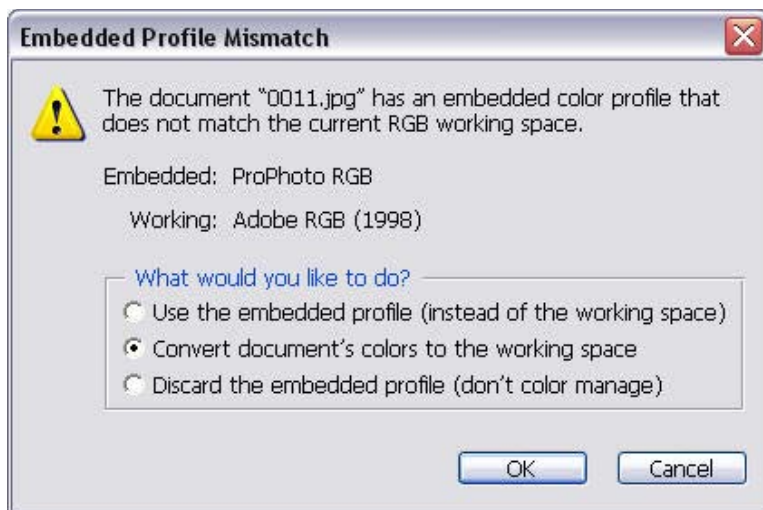 Embedded Profile Mismatch
The document "0011.jpg" has an embedded color profile that
does not match the current RGB working space.
Embedded: ProPhoto RGB
Working: Adobe RGB (1998)
What would you like to do?
Use the embedded profile (instead of the working space)
Convert document's colors to the working space
Discard the embedded profile (don't color manage)
OK Cancel